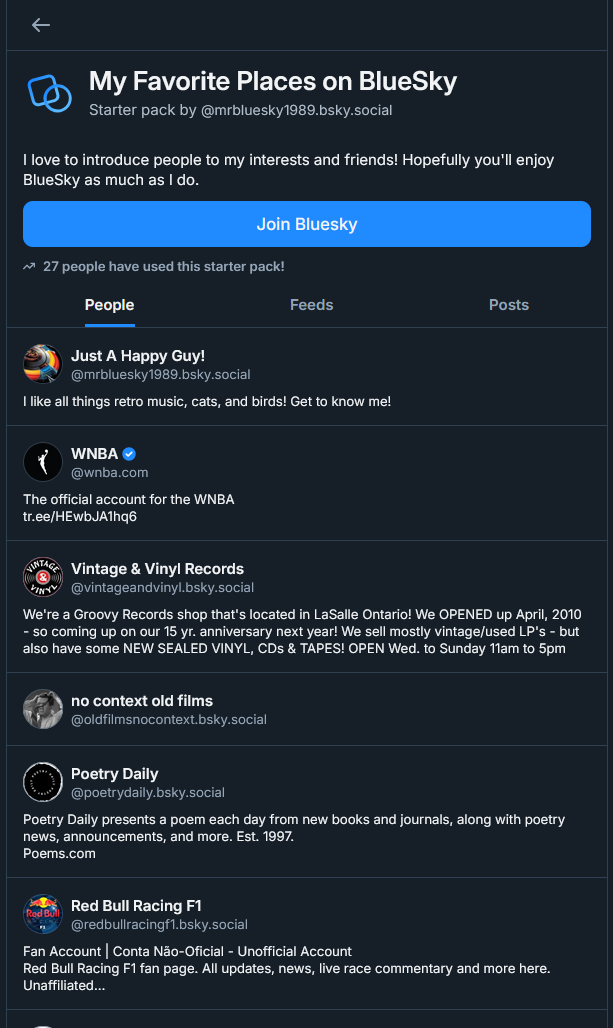 My Favorite Places on BlueSky
Starter pack by @mrbluesky1989.bsky.social
I love to introduce people to my interests and friends! Hopefully you'll enjoy
BlueSky as much as I do.
Join Bluesky
27 people have used this starter pack!
People
Feeds
Posts
Just A Happy Guy!
@mrbluesky1989.bsky.social
I like all things retro music, cats, and birds! Get to know me!
WNBA
@wnba.com
The official account for the WNBA
tr.ee/HEwbJA1hq6
VINTAGE
&
VINYL
Vintage & Vinyl Records
@vintageandvinyl.bsky.social
We're a Groovy Records shop that's located in LaSalle Ontario! We OPENED up April, 2010
- so coming up on our 15 yr. anniversary next year! We sell mostly vintage/used LP's - but
also have some NEW SEALED VINYL, CDs & TAPES! OPEN Wed. to Sunday 11am to 5pm
no context old films
@oldfilmsnocontext.bsky.social
Poetry Daily
@poetrydaily.bsky.social
Poetry Daily presents a poem each day from new books and journals, along with poetry
news, announcements, and more. Est. 1997.
Poems.com
Red Bull
F1
Red Bull Racing F1
@redbullracingf1.bsky.social
Fan Account | Conta Não-Oficial - Unofficial Account
Red Bull Racing F1 fan page. All updates, news, live race commentary and more here.
Unaffiliated...